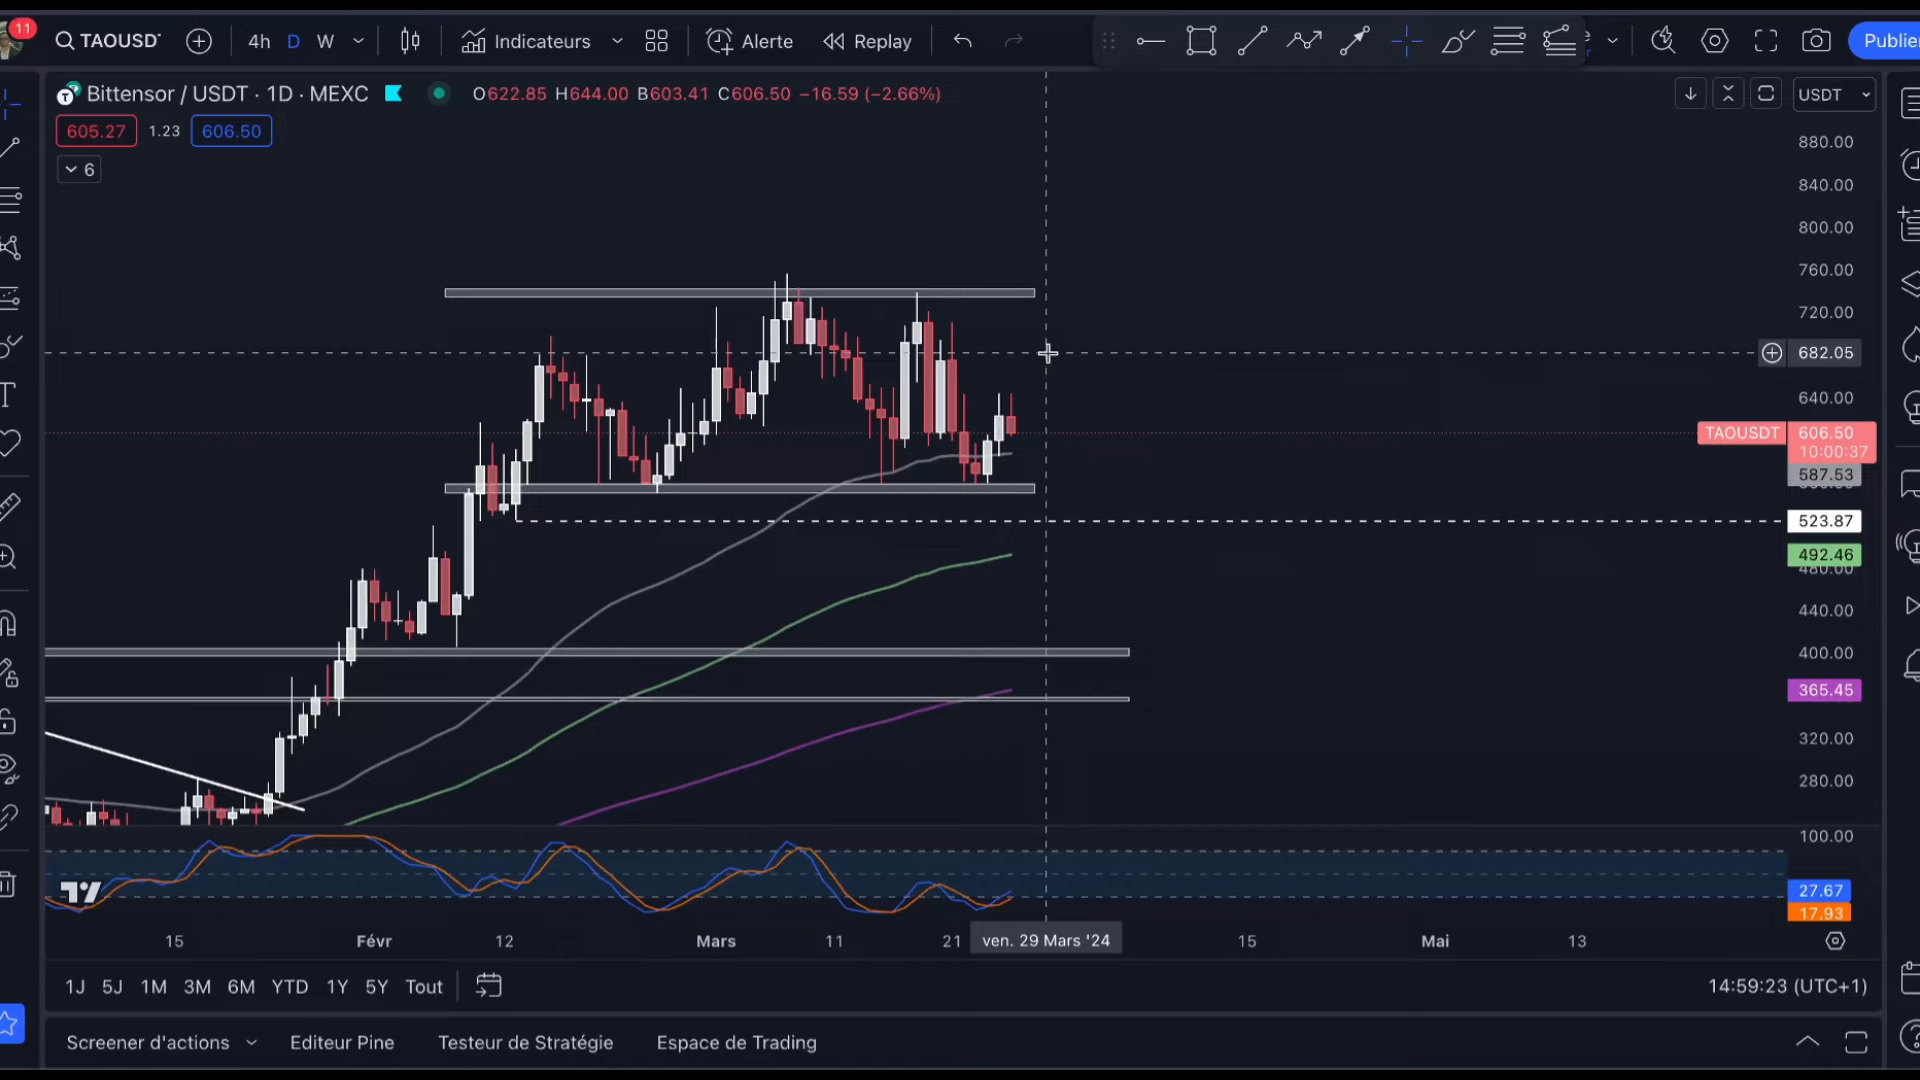 11
TAOUSDT
4h D W
Indicateurs
Alerte
Replay
Publier
Bittensor / USDT · 1D · MEXC
O622.85 H644.00 B603.41 C606.50 −16.59 (−2.66%)
USDT
605.27 1.23 606.50
6
880.00
840.00
800.00
760.00
720.00
682.05
640.00
TAOUSDT 606.50
10:00:37
587.53
523.87
492.46
480.00
440.00
400.00
365.45
320.00
280.00
100.00
27.67
17.93
15 Févr 12 Mars 11 21 ven. 29 Mars '24 15 Mai 13
1J 5J 1M 3M 6M YTD 1Y 5Y Tout
14:59:23 (UTC+1)
Screener d'actions Editeur Pine Testeur de Stratégie Espace de Trading